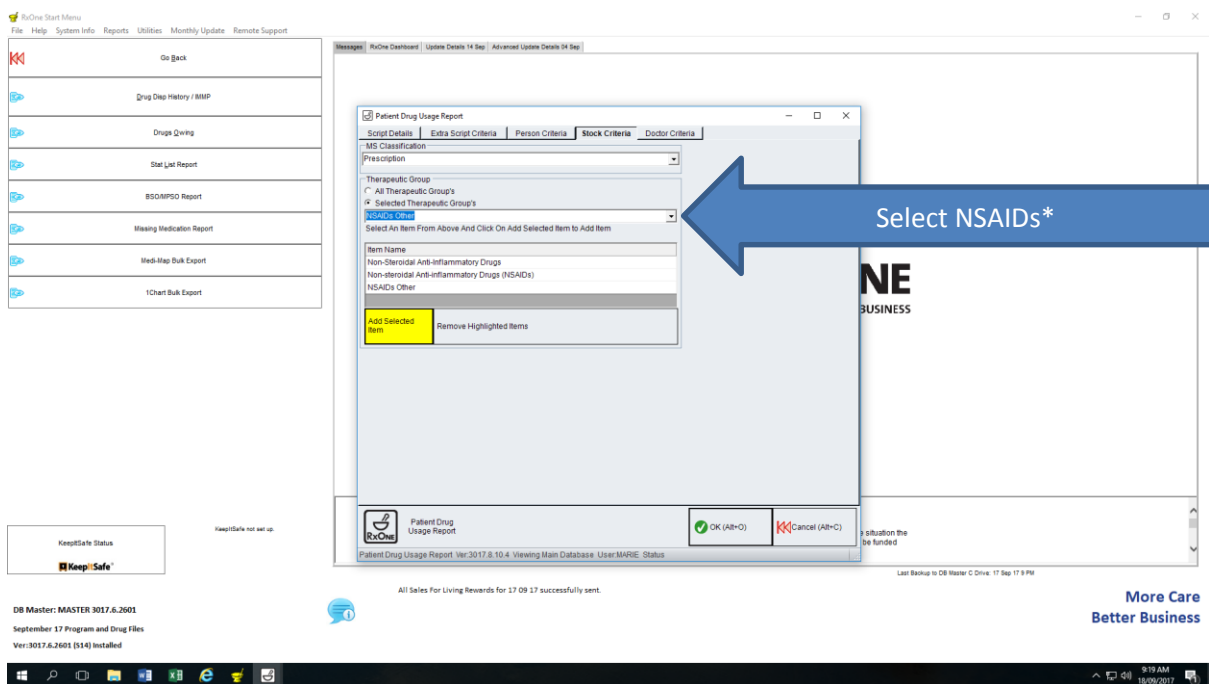 RxOne Start Menu
File Help System Info Reports Utilities Monthly Update Remote Support
Go Back
Drug Disp History / IMMP
Drugs Owing
Stat List Report
BSO/MPSO Report
Missing Medication Report
Medi-Map Bulk Export
1Chart Bulk Export
Messages RxOne Dashboard Update Details 14 Sep Advanced Update Details 04 Sep
Patient Drug Usage Report
Script Details Extra Script Criteria Person Criteria Stock Criteria Doctor Criteria
MS Classification
Prescription
Therapeutic Group
All Therapeutic Group's
Selected Therapeutic Group's
NSAIDs Other
Select An Item From Above And Click On Add Selected Item to Add Item
Item Name
Non-Steroidal Anti-Inflammatory Drugs
Non-steroidal Anti-inflammatory Drugs (NSAIDs)
NSAIDs Other
Add Selected Item
Remove Highlighted Items
Select NSAIDs*
NE
BUSINESS
RxOne
Patient Drug
Usage Report
OK (Alt+O)
Cancel (Alt+C)
Patient Drug Usage Report Ver:3017.8.10.4 Viewing Main Database User:MARIE Status
situation the
be funded
KeepItSafe Status
KeepItSafe
KeepItSafe not set up.
Last Backup to DB Master C Drive: 17 Sep 17 9 PM
All Sales For Living Rewards for 17 09 17 successfully sent.
More Care
Better Business
DB Master: MASTER 3017.6.2601
September 17 Program and Drug Files
Ver:3017.6.2601 (514) Installed
9:19 AM
18/09/2017